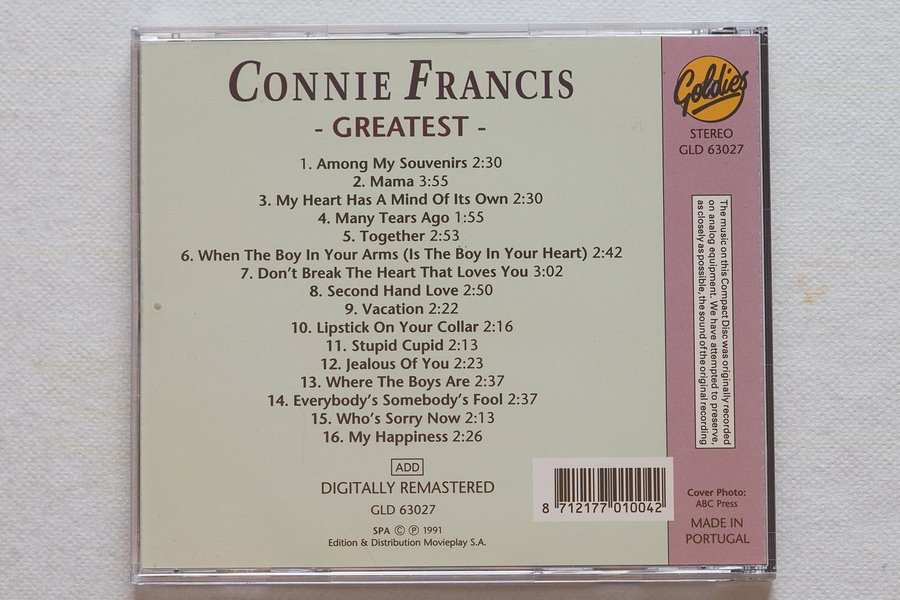 CONNIE FRANCIS
- GREATEST -
1. Among My Souvenirs 2:30
2. Mama 3:55
3. My Heart Has A Mind Of Its Own 2:30
4. Many Tears Ago 1:55
5. Together 2:53
6. When The Boy In Your Arms (Is The Boy In Your Heart) 2:42
7. Don't Break The Heart That Loves You 3:02
8. Second Hand Love 2:50
9. Vacation 2:22
10. Lipstick On Your Collar 2:16
11. Stupid Cupid 2:13
12. Jealous Of You 2:23
13. Where The Boys Are 2:37
14. Everybody's Somebody's Fool 2:37
15. Who's Sorry Now 2:13
16. My Happiness 2:26
ADD
DIGITALLY REMASTERED
GLD 63027
SPA © ℗ 1991
Edition & Distribution Movieplay S.A.
8 712177 010042
Goldies
STEREO
GLD 63027
The music on this Compact Disc was originally recorded
on analog equipment. We have attempted to preserve,
as closely as possible, the sound of the original recording
Cover Photo:
ABC Press
MADE IN
PORTUGAL